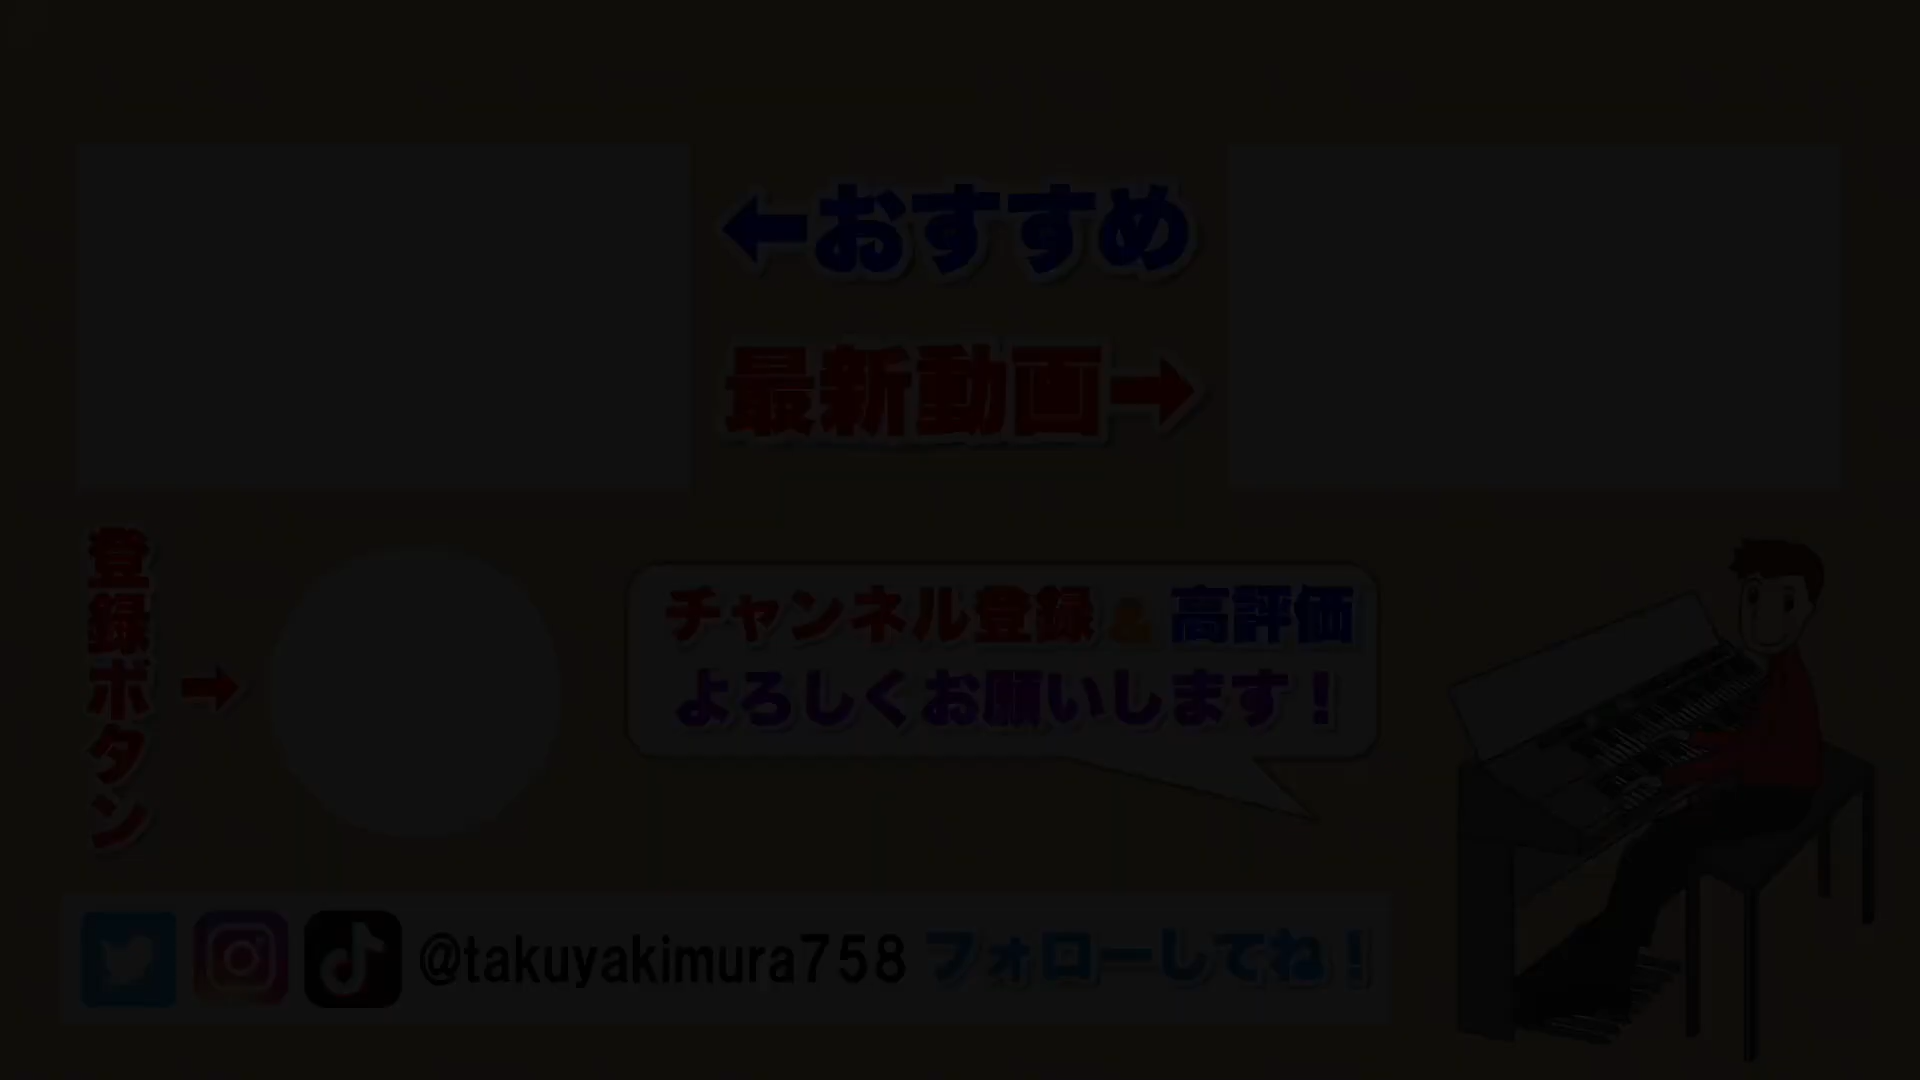 ←おすすめ
最新動画→
登録ボタン
→
チャンネル登録&高評価
よろしくお願いします!
@takuyakimura758 フォローしてね!